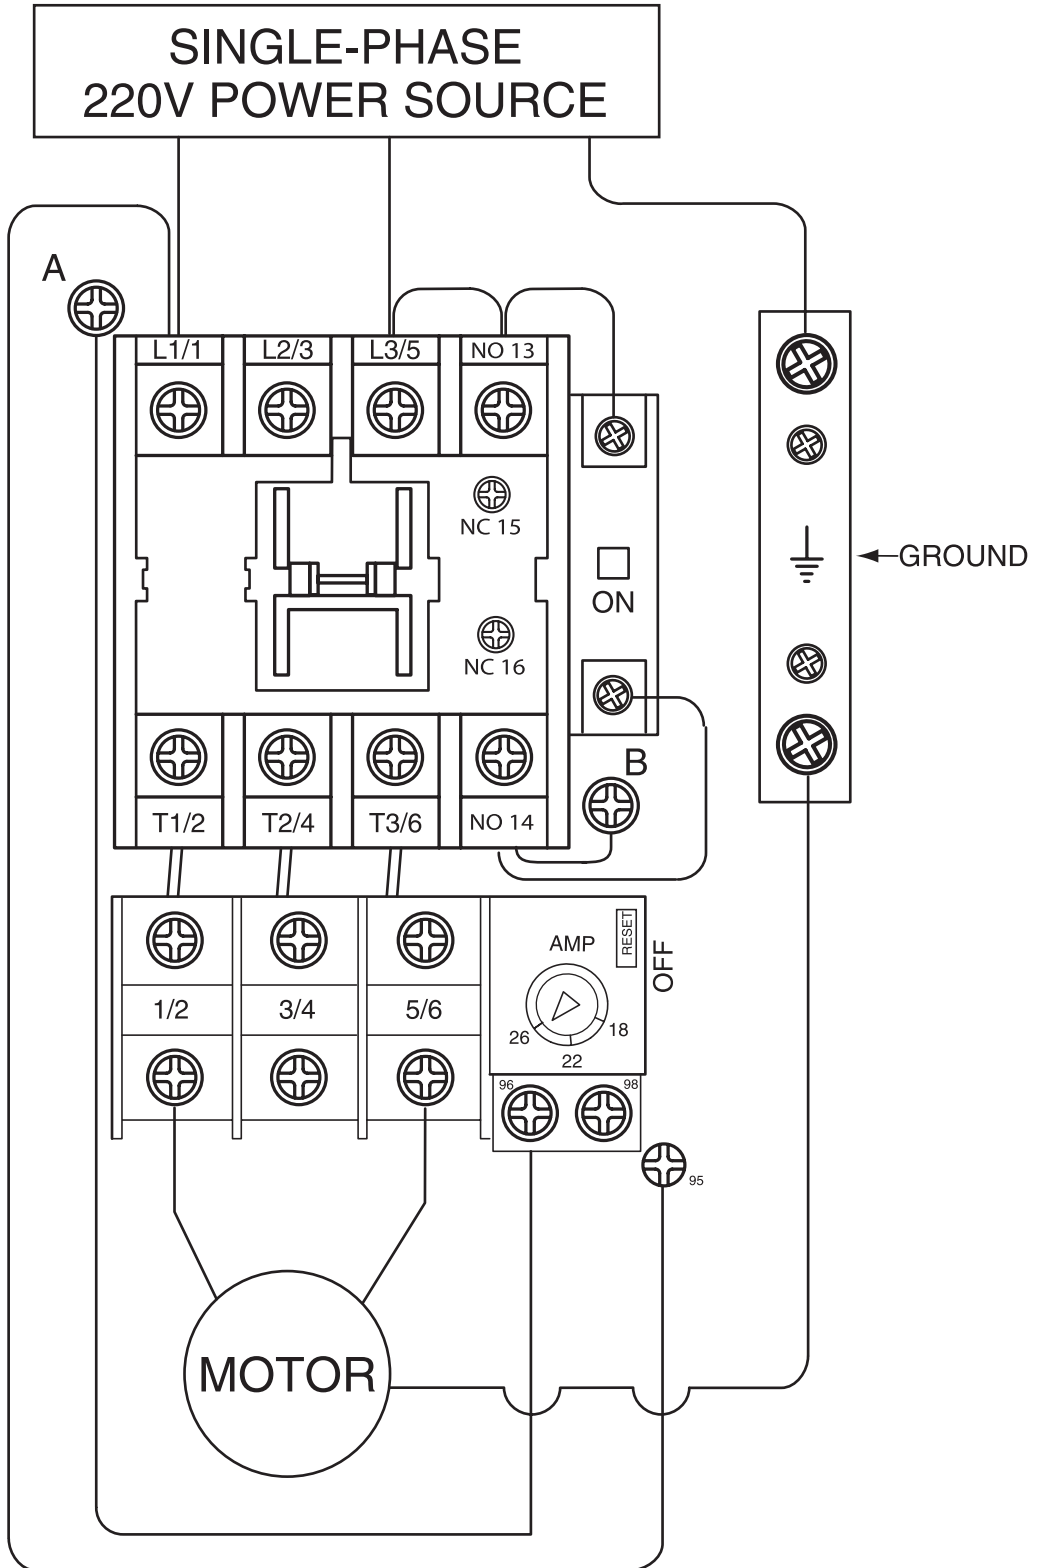 SINGLE-PHASE
220V POWER SOURCE
A
L1/1 L2/3 L3/5 NO 13
NC 15
GROUND
ON
NC 16
B
T1/2 T2/4 T3/6 NO 14
RESET
AMP
OFF
1/2 3/4 5/6
26 18
22
96 98
95
MOTOR